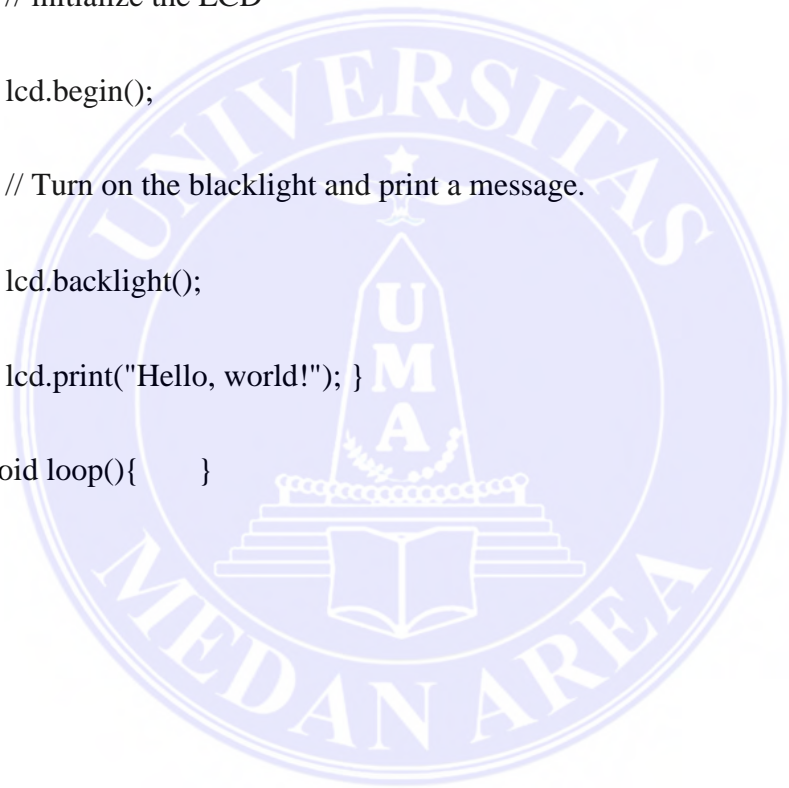 // initialize the LCD
lcd.begin();
// Turn on the blacklight and print a message.
lcd.backlight();
lcd.print("Hello, world!"); }
oid loop(){ }
UNIVERSITAS
UMA
MEDAN AREA